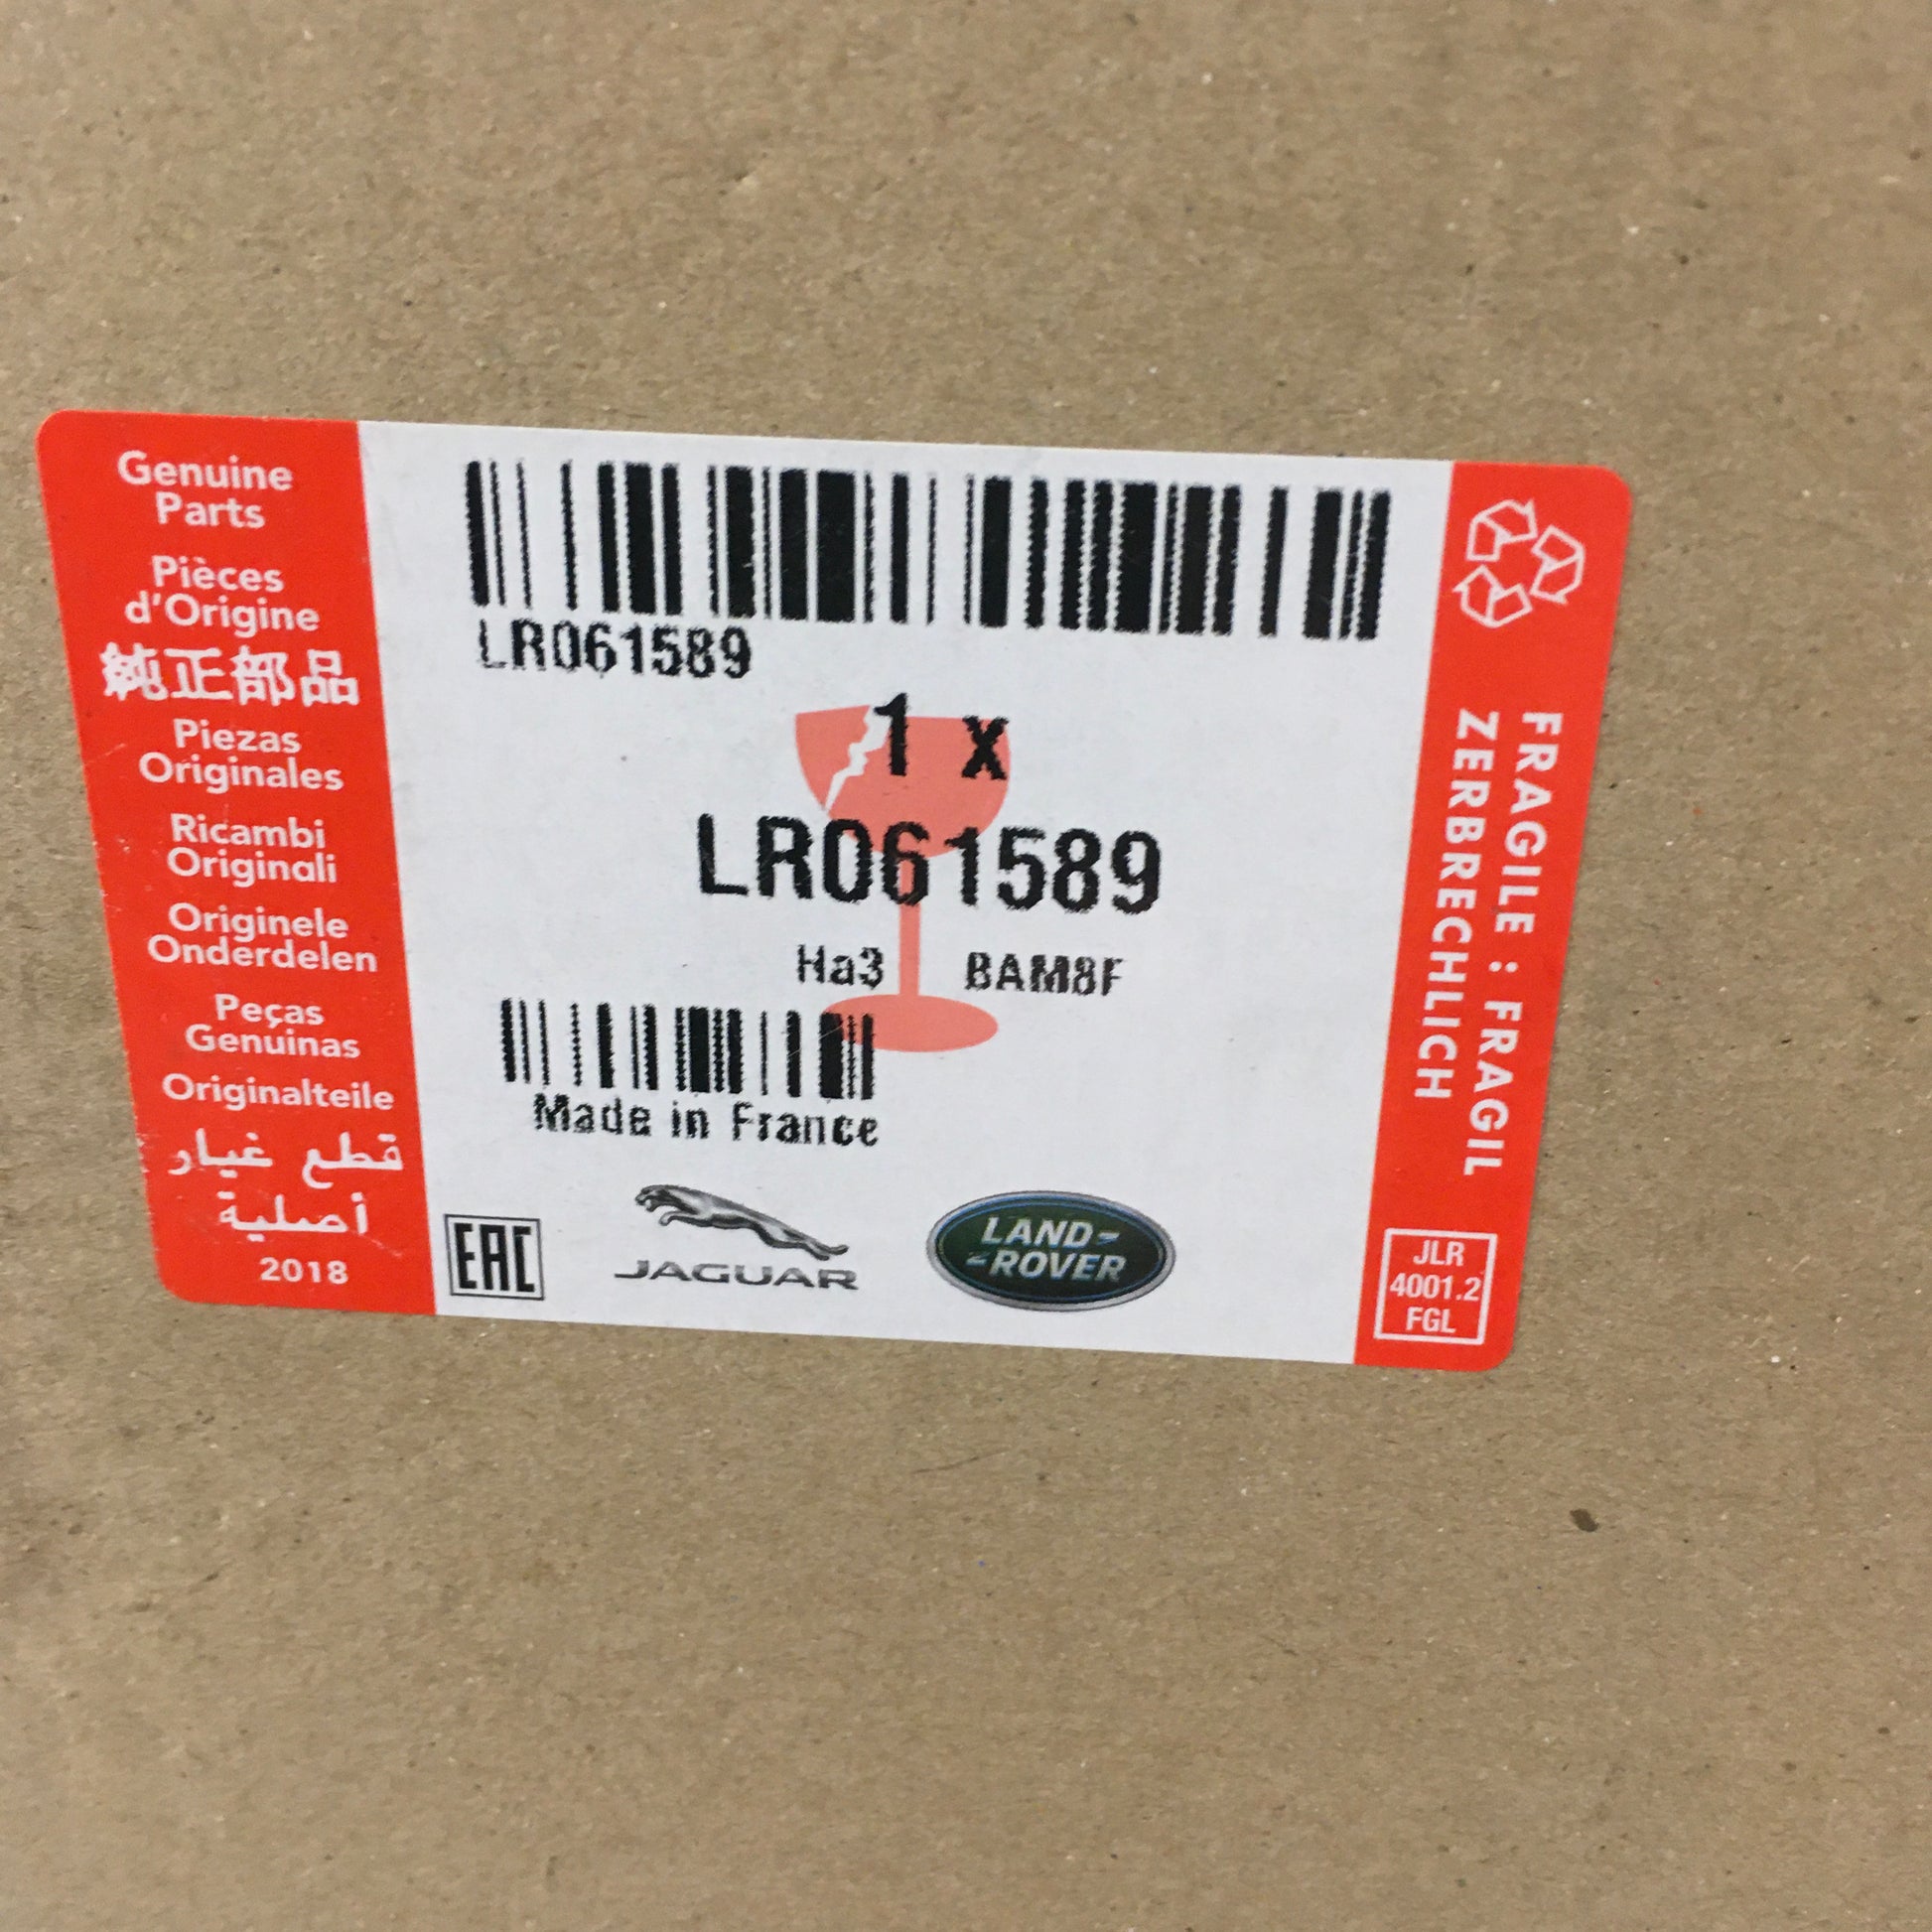 Genuine
Parts
Pièces
d'Origine
純正部品
Piezas
Originales
Ricambi
Originali
Originele
Onderdelen
Peças
Genuinas
Originalteile
قطع غيار
أصلية
2018
LR061589
1 x
LR061589
Ha3 BAM8F
Made in France
EAC
JAGUAR
LAND-
-ROVER
FRAGILE : FRAGIL
ZERBRECHLICH
JLR
4001.2
FGL